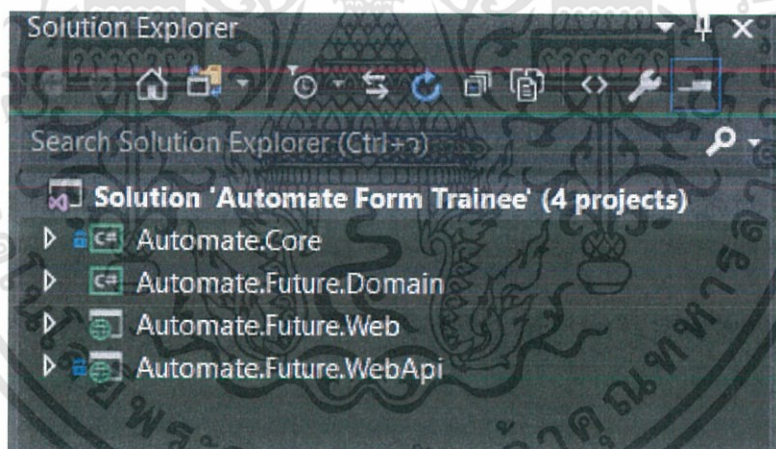 Solution Explorer
Search Solution Explorer (Ctrl+ว)
Solution 'Automate Form Trainee' (4 projects)
C# Automate.Core
C# Automate.Future.Domain
Automate.Future.Web
Automate.Future.WebApi